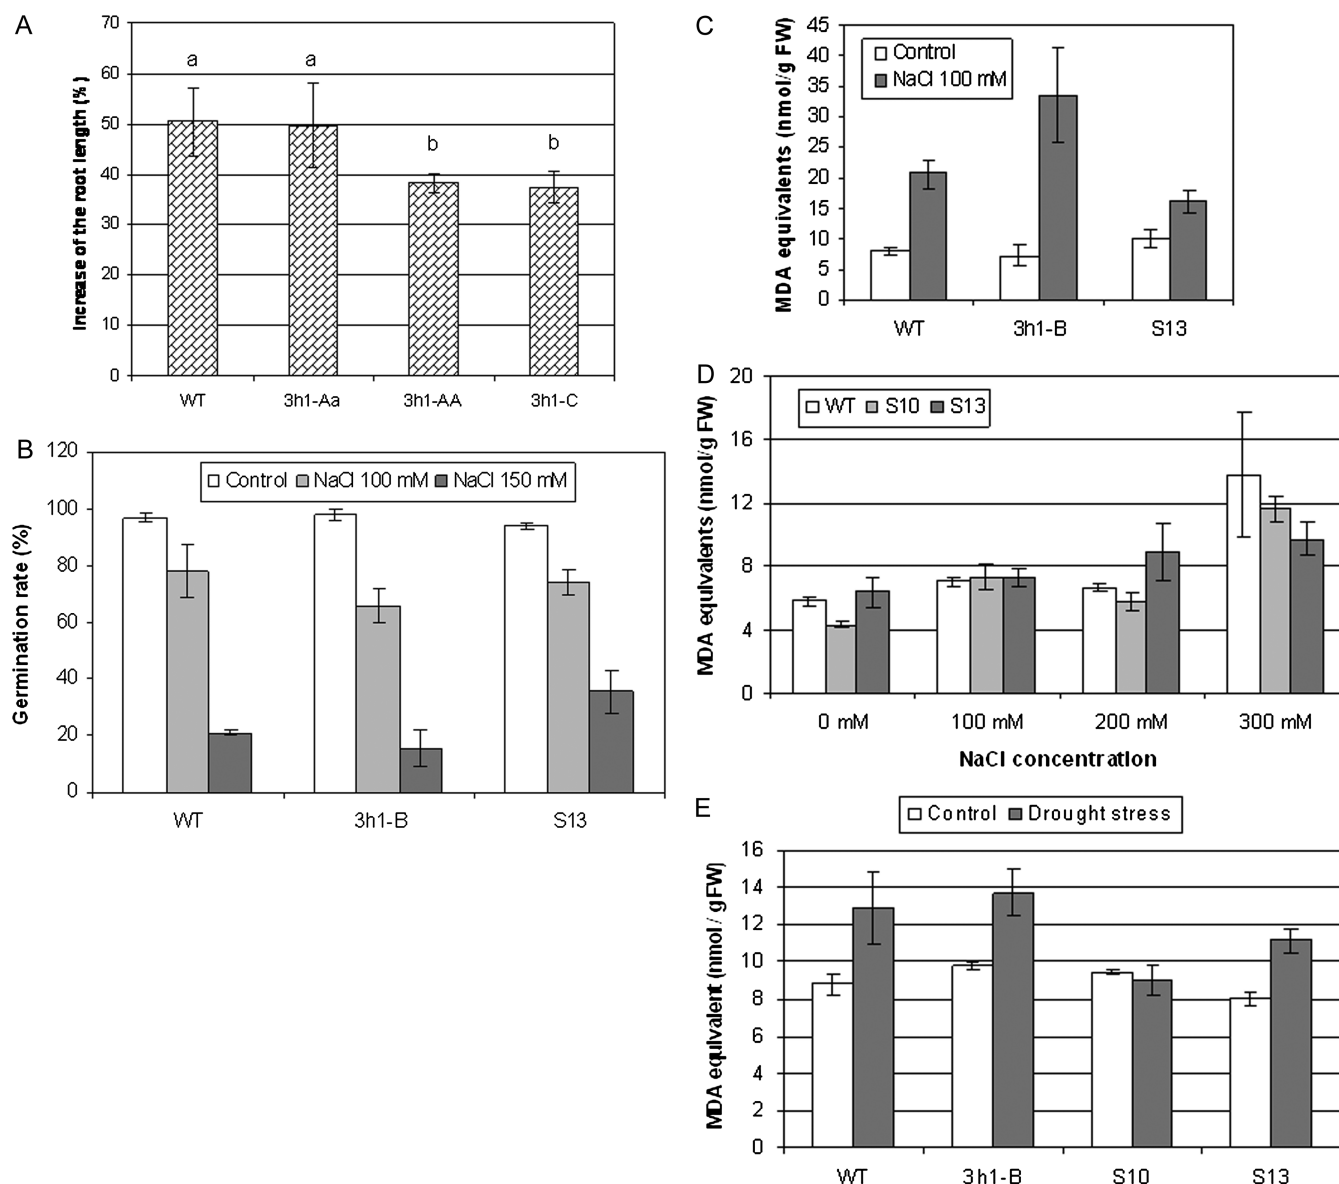 A
70
60
50
40
30
20
10
0
Increase of the root length (%)
a
a
b
b
WT 3h1-Aa 3h1-AA 3h1-C
B
120
100
80
60
40
20
0
Germination rate (%)
Control NaCl 100 mM NaCl 150 mM
WT 3h1-B S13
C
45
40
35
30
25
20
15
10
5
0
MDA equivalents (nmol/g FW)
Control
NaCl 100 mM
WT 3h1-B S13
D
20
16
12
8
4
0
MDA equivalents (nmol/g FW)
WT S10 S13
0 mM 100 mM 200 mM 300 mM
NaCl concentration
E
Control Drought stress
16
14
12
10
8
6
4
2
0
MDA equivalent (nmol / gFW)
WT 3h1-B S10 S13